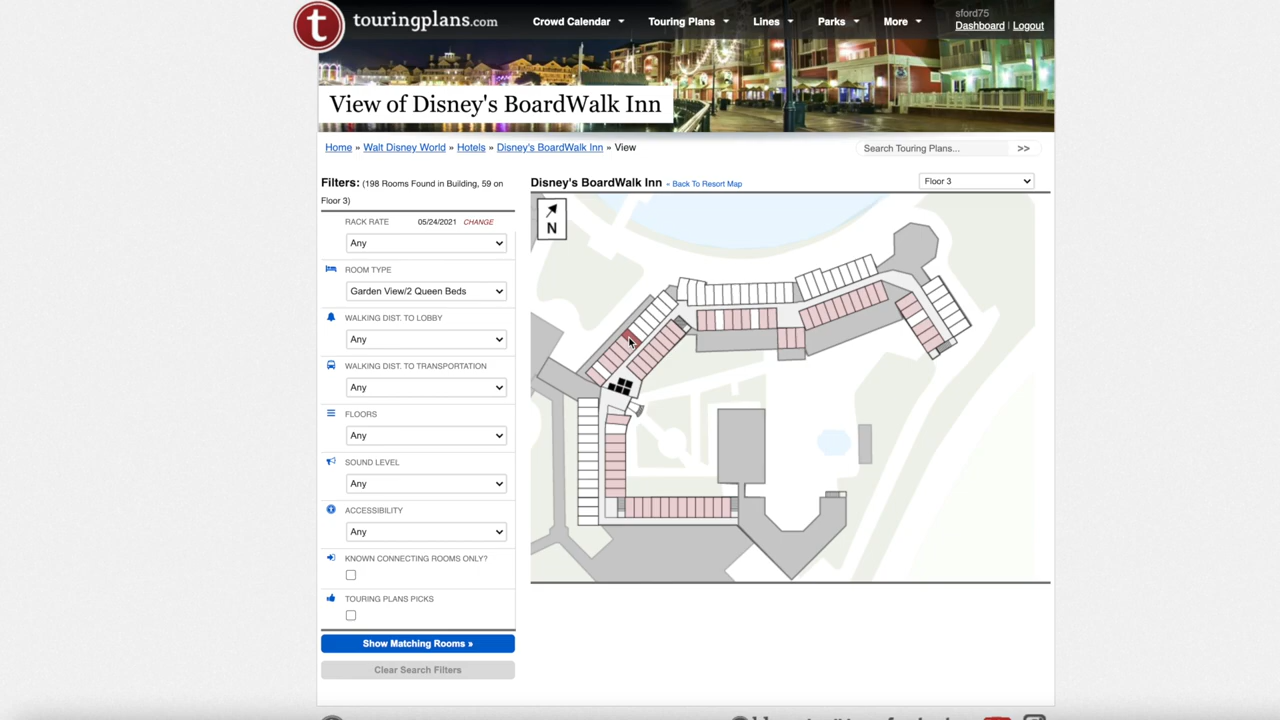 t touringplans.com
Crowd Calendar Touring Plans Lines Parks More
sford75
Dashboard | Logout
View of Disney's BoardWalk Inn
Home » Walt Disney World » Hotels » Disney's BoardWalk Inn » View
Search Touring Plans... >>
Filters: (198 Rooms Found in Building, 59 on
Floor 3)
Disney's BoardWalk Inn « Back To Resort Map
Floor 3
N
RACK RATE 05/24/2021 CHANGE
Any
ROOM TYPE
Garden View/2 Queen Beds
WALKING DIST. TO LOBBY
Any
WALKING DIST. TO TRANSPORTATION
Any
FLOORS
Any
SOUND LEVEL
Any
ACCESSIBILITY
Any
KNOWN CONNECTING ROOMS ONLY?
TOURING PLANS PICKS
Show Matching Rooms »
Clear Search Filters